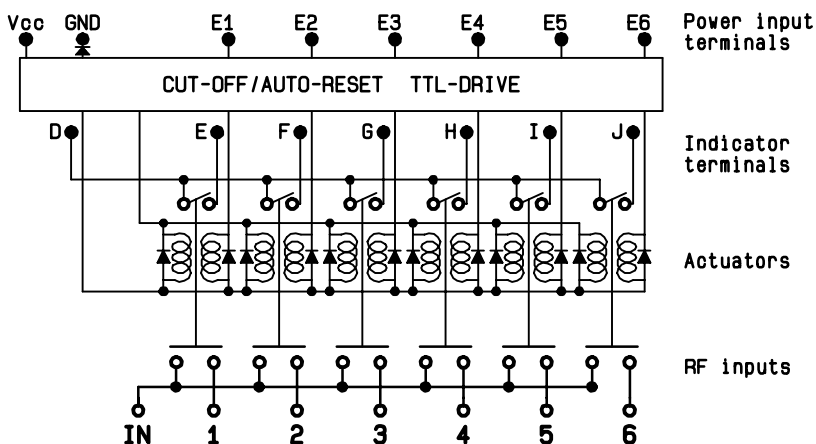 Vcc GND E1 E2 E3 E4 E5 E6 Power input
terminals
CUT-OFF/AUTO-RESET TTL-DRIVE
D E F G H I J Indicator
terminals
Actuators
RF inputs
IN 1 2 3 4 5 6